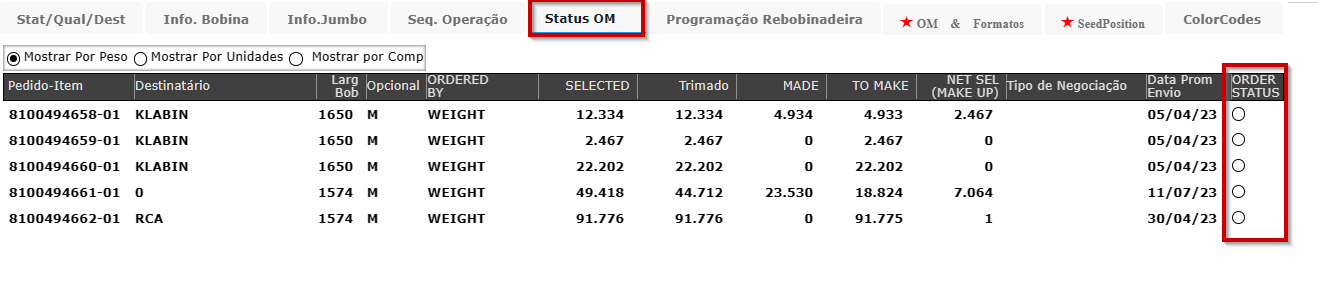 Stat/Qual/Dest Info. Bobina Info.Jumbo Seq. Operação Status OM Programação Rebobinadeira ★ OM & Formatos ★ SeedPosition ColorCodes
Mostrar Por Peso Mostrar Por Unidades Mostrar por Comp
Pedido-Item Destinatário Larg Bob Opcional ORDERED BY SELECTED Trimado MADE TO MAKE NET SEL (MAKE UP) Tipo de Negociação Data Prom Envio ORDER STATUS
8100494658-01 KLABIN 1650 M WEIGHT 12.334 12.334 4.934 4.933 2.467 05/04/23
8100494659-01 KLABIN 1650 M WEIGHT 2.467 2.467 0 2.467 0 05/04/23
8100494660-01 KLABIN 1650 M WEIGHT 22.202 22.202 0 22.202 0 05/04/23
8100494661-01 0 1574 M WEIGHT 49.418 44.712 23.530 18.824 7.064 11/07/23
8100494662-01 RCA 1574 M WEIGHT 91.776 91.776 0 91.775 1 30/04/23